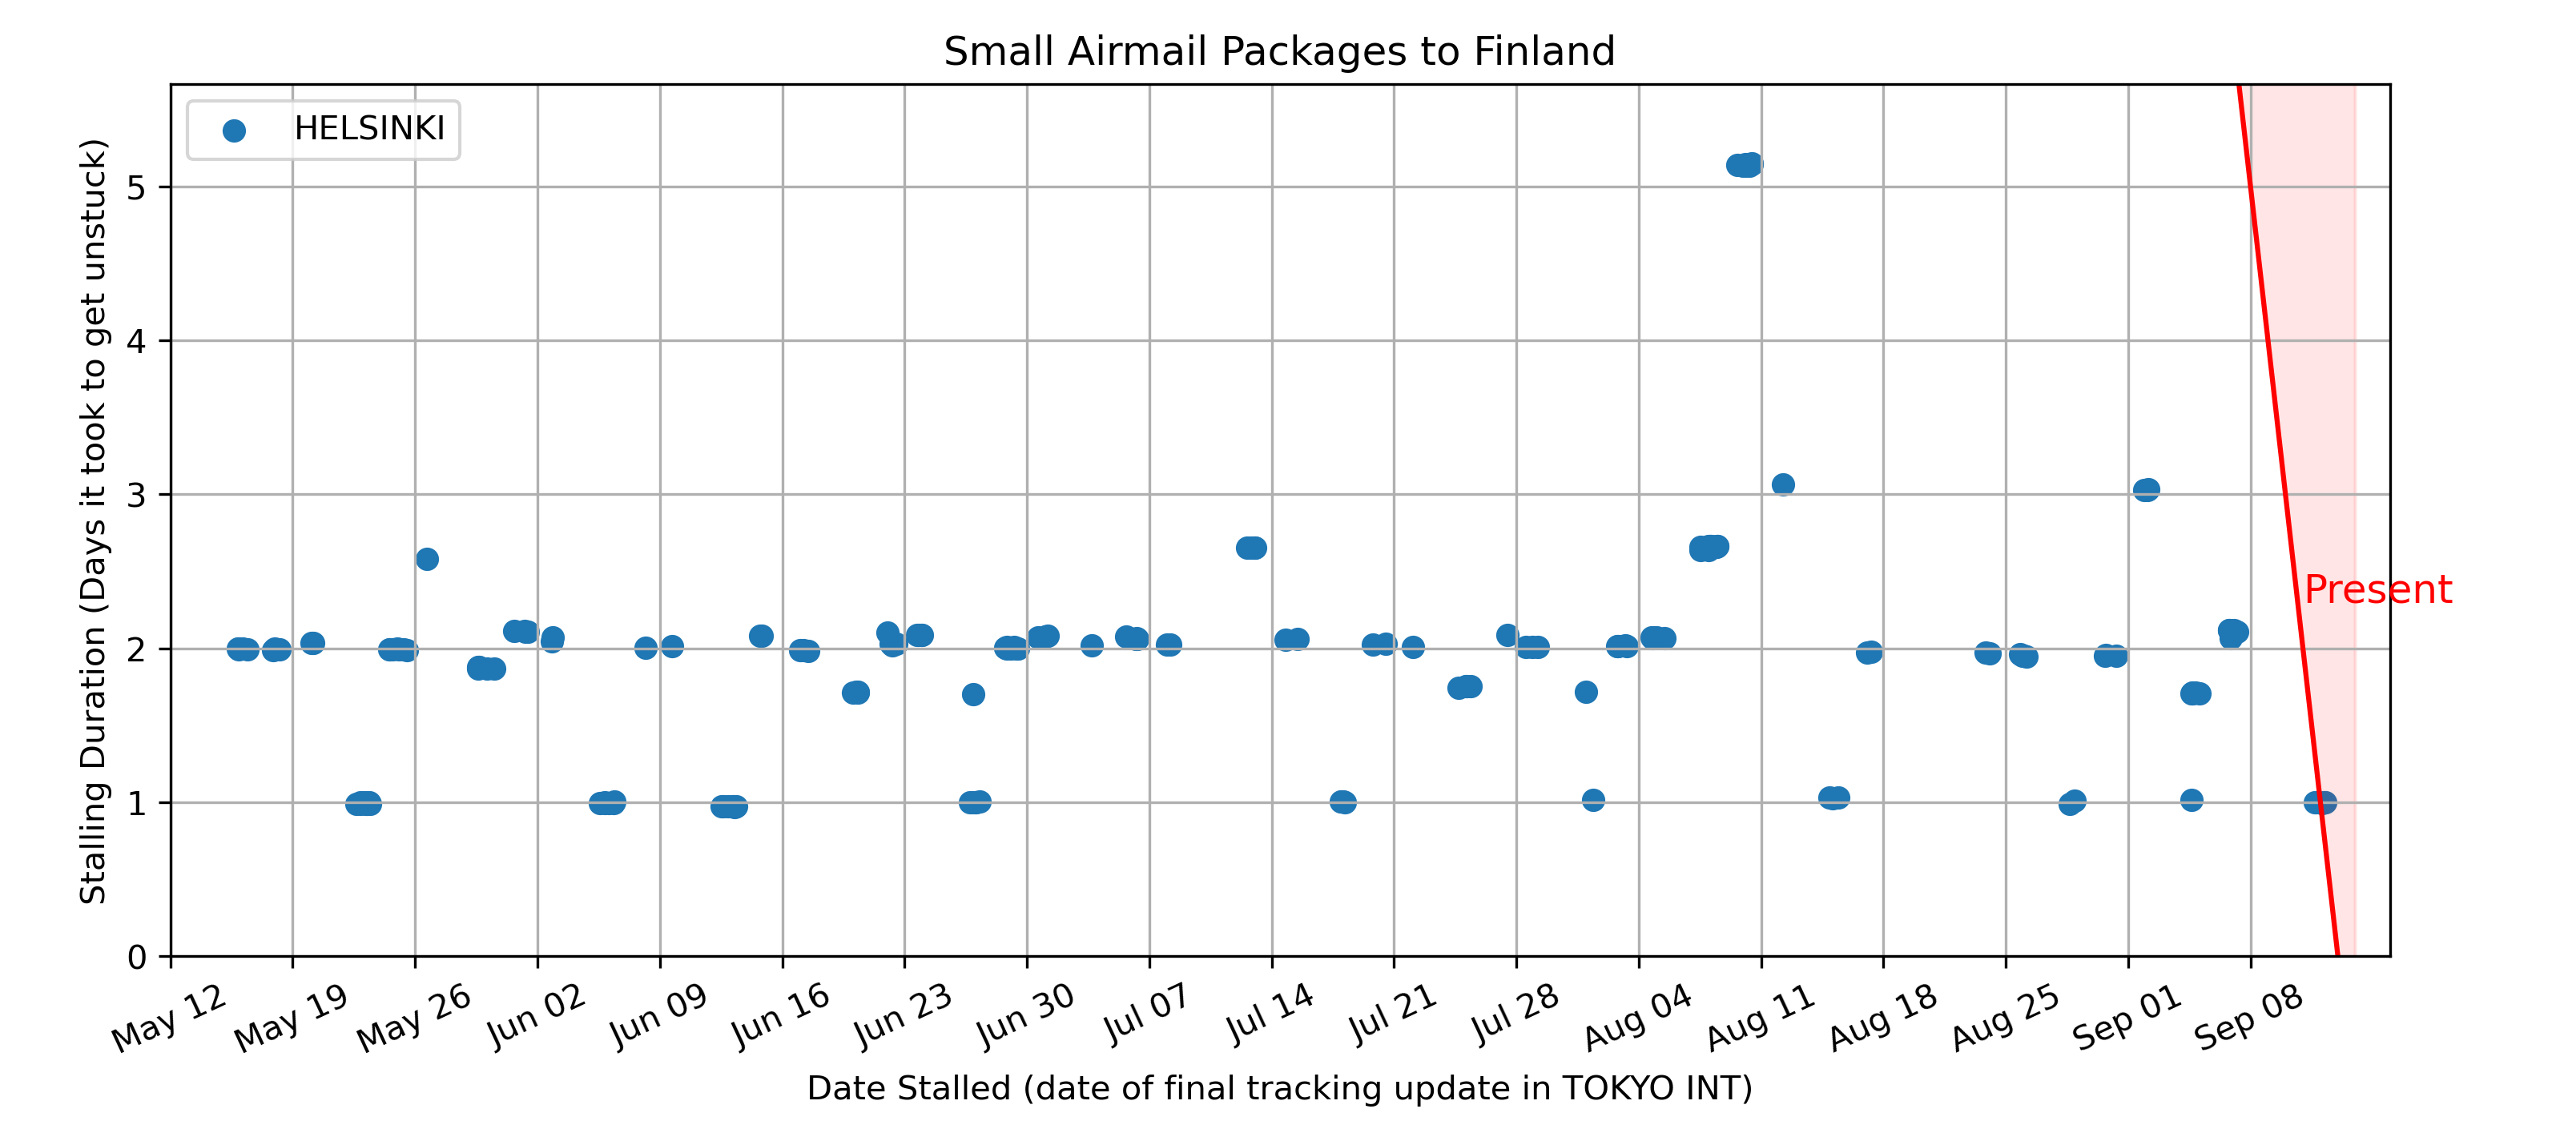 Small Airmail Packages to Finland
HELSINKI
Stalling Duration (Days it took to get unstuck)
5
4
3
2
1
0
Present
May 12 May 19 May 26 Jun 02 Jun 09 Jun 16 Jun 23 Jun 30 Jul 07 Jul 14 Jul 21 Jul 28 Aug 04 Aug 11 Aug 18 Aug 25 Sep 01 Sep 08
Date Stalled (date of final tracking update in TOKYO INT)